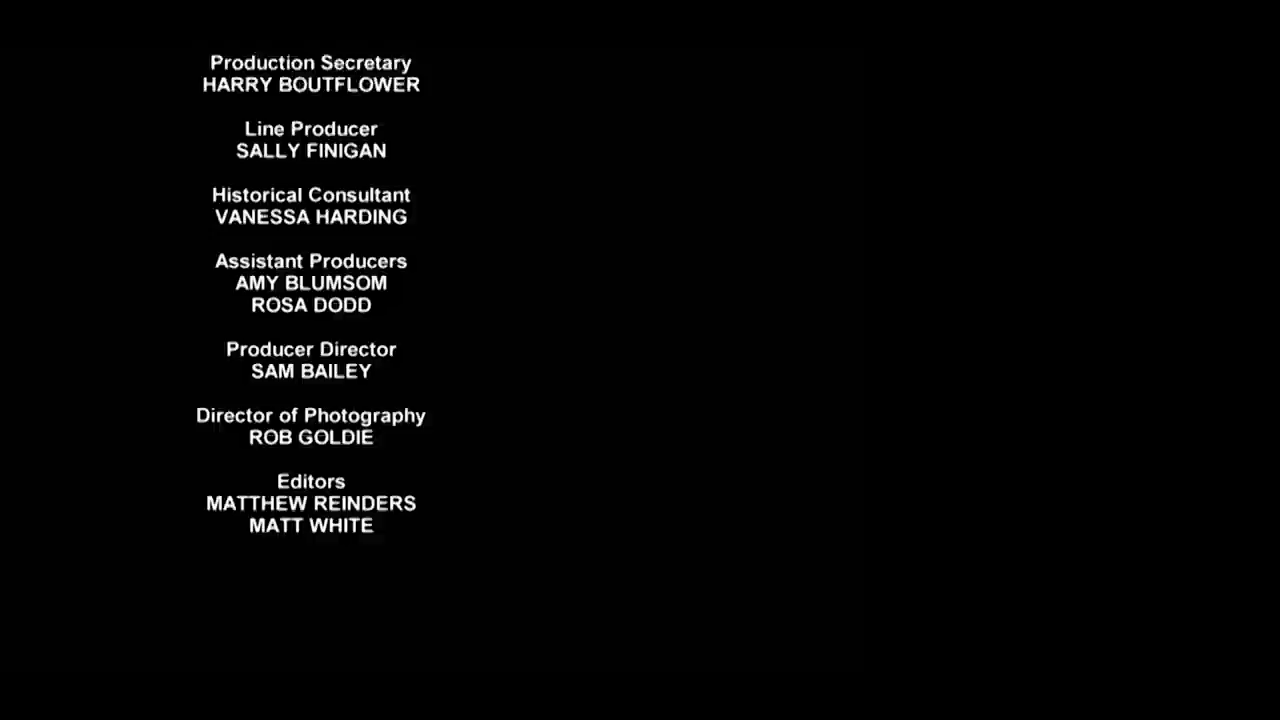 Production Secretary
HARRY BOUTFLOWER
Line Producer
SALLY FINIGAN
Historical Consultant
VANESSA HARDING
Assistant Producers
AMY BLUMSOM
ROSA DODD
Producer Director
SAM BAILEY
Director of Photography
ROB GOLDIE
Editors
MATTHEW REINDERS
MATT WHITE